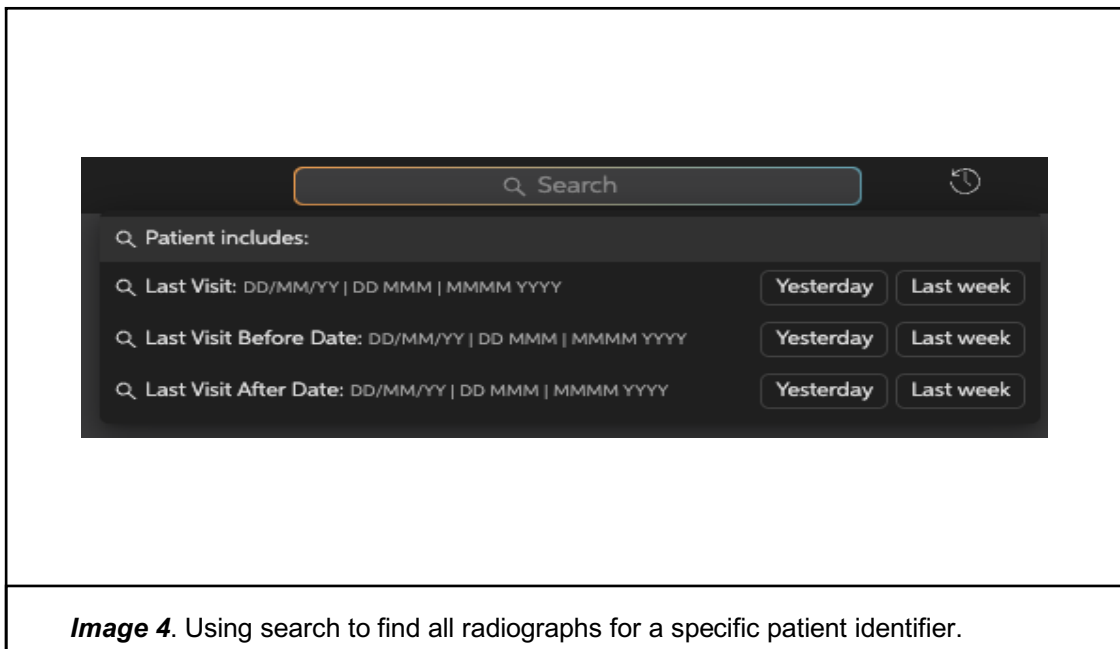 Search
Patient includes:
Last Visit: DD/MM/YY | DD MMM | MMMM YYYY Yesterday Last week
Last Visit Before Date: DD/MM/YY | DD MMM | MMMM YYYY Yesterday Last week
Last Visit After Date: DD/MM/YY | DD MMM | MMMM YYYY Yesterday Last week
Image 4. Using search to find all radiographs for a specific patient identifier.